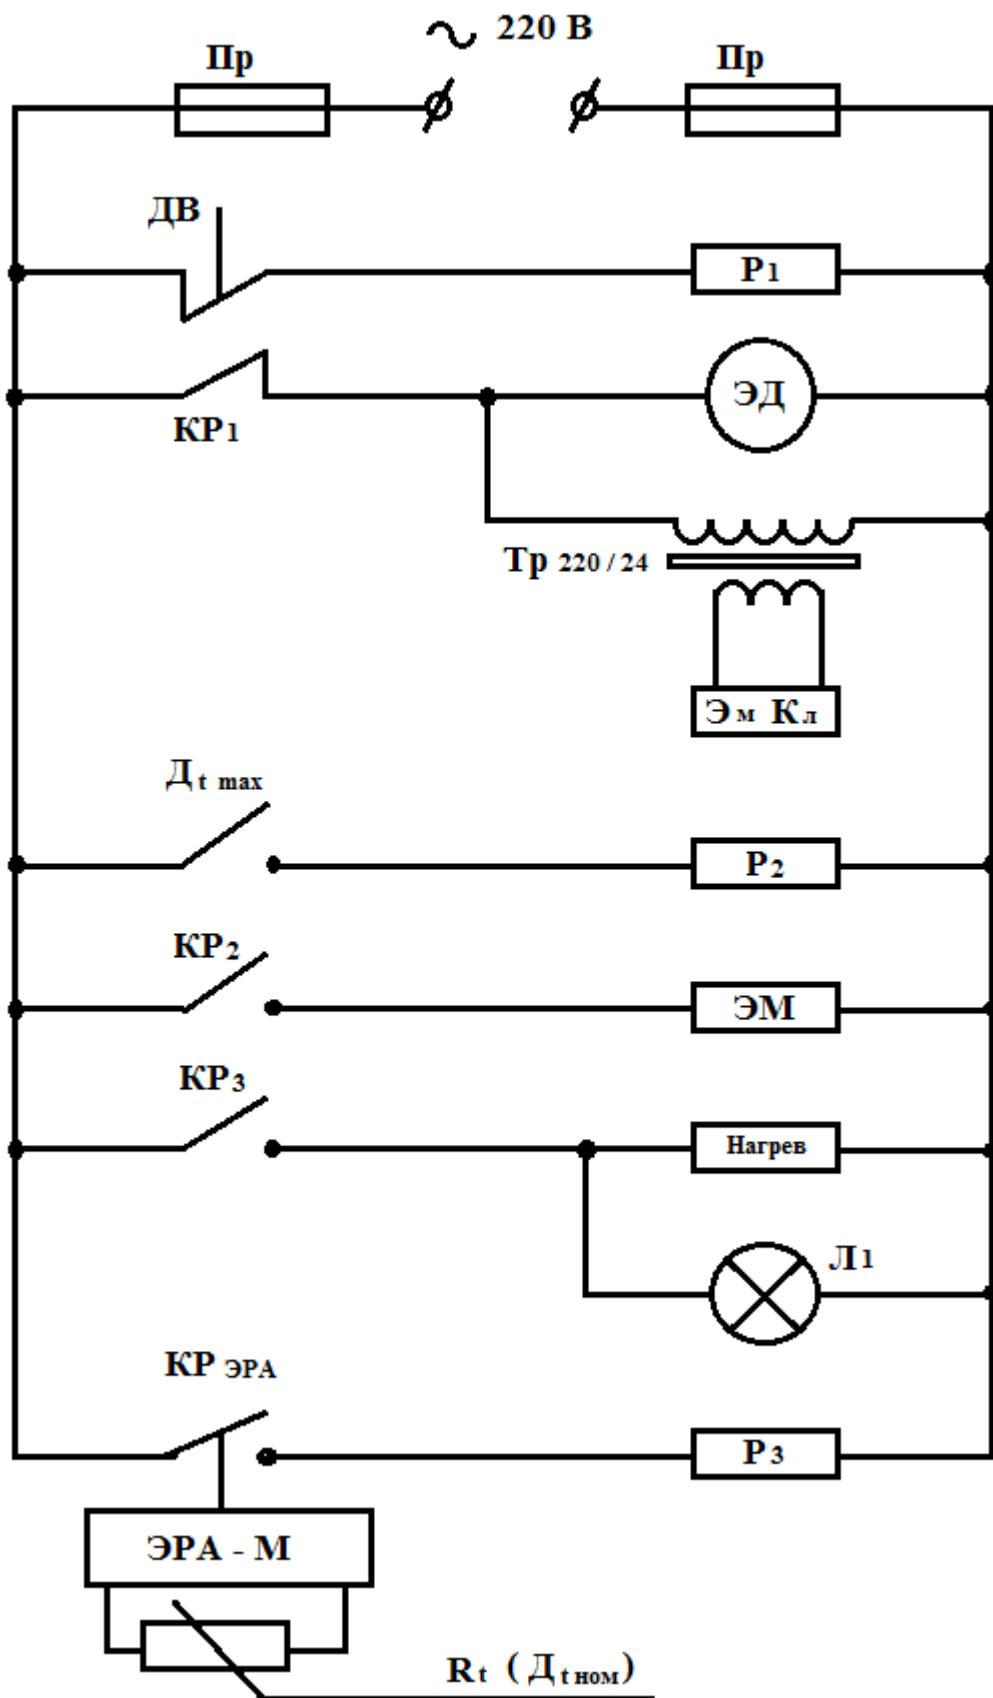 ~ 220 В
Пр
Пр
ДВ
Р1
КР1
ЭД
Тр 220 / 24
Эм Кл
Дt max
Р2
КР2
ЭМ
КР3
Нагрев
Л1
КР ЭРА
Р3
ЭРА - М
Rt ( Дt ном )